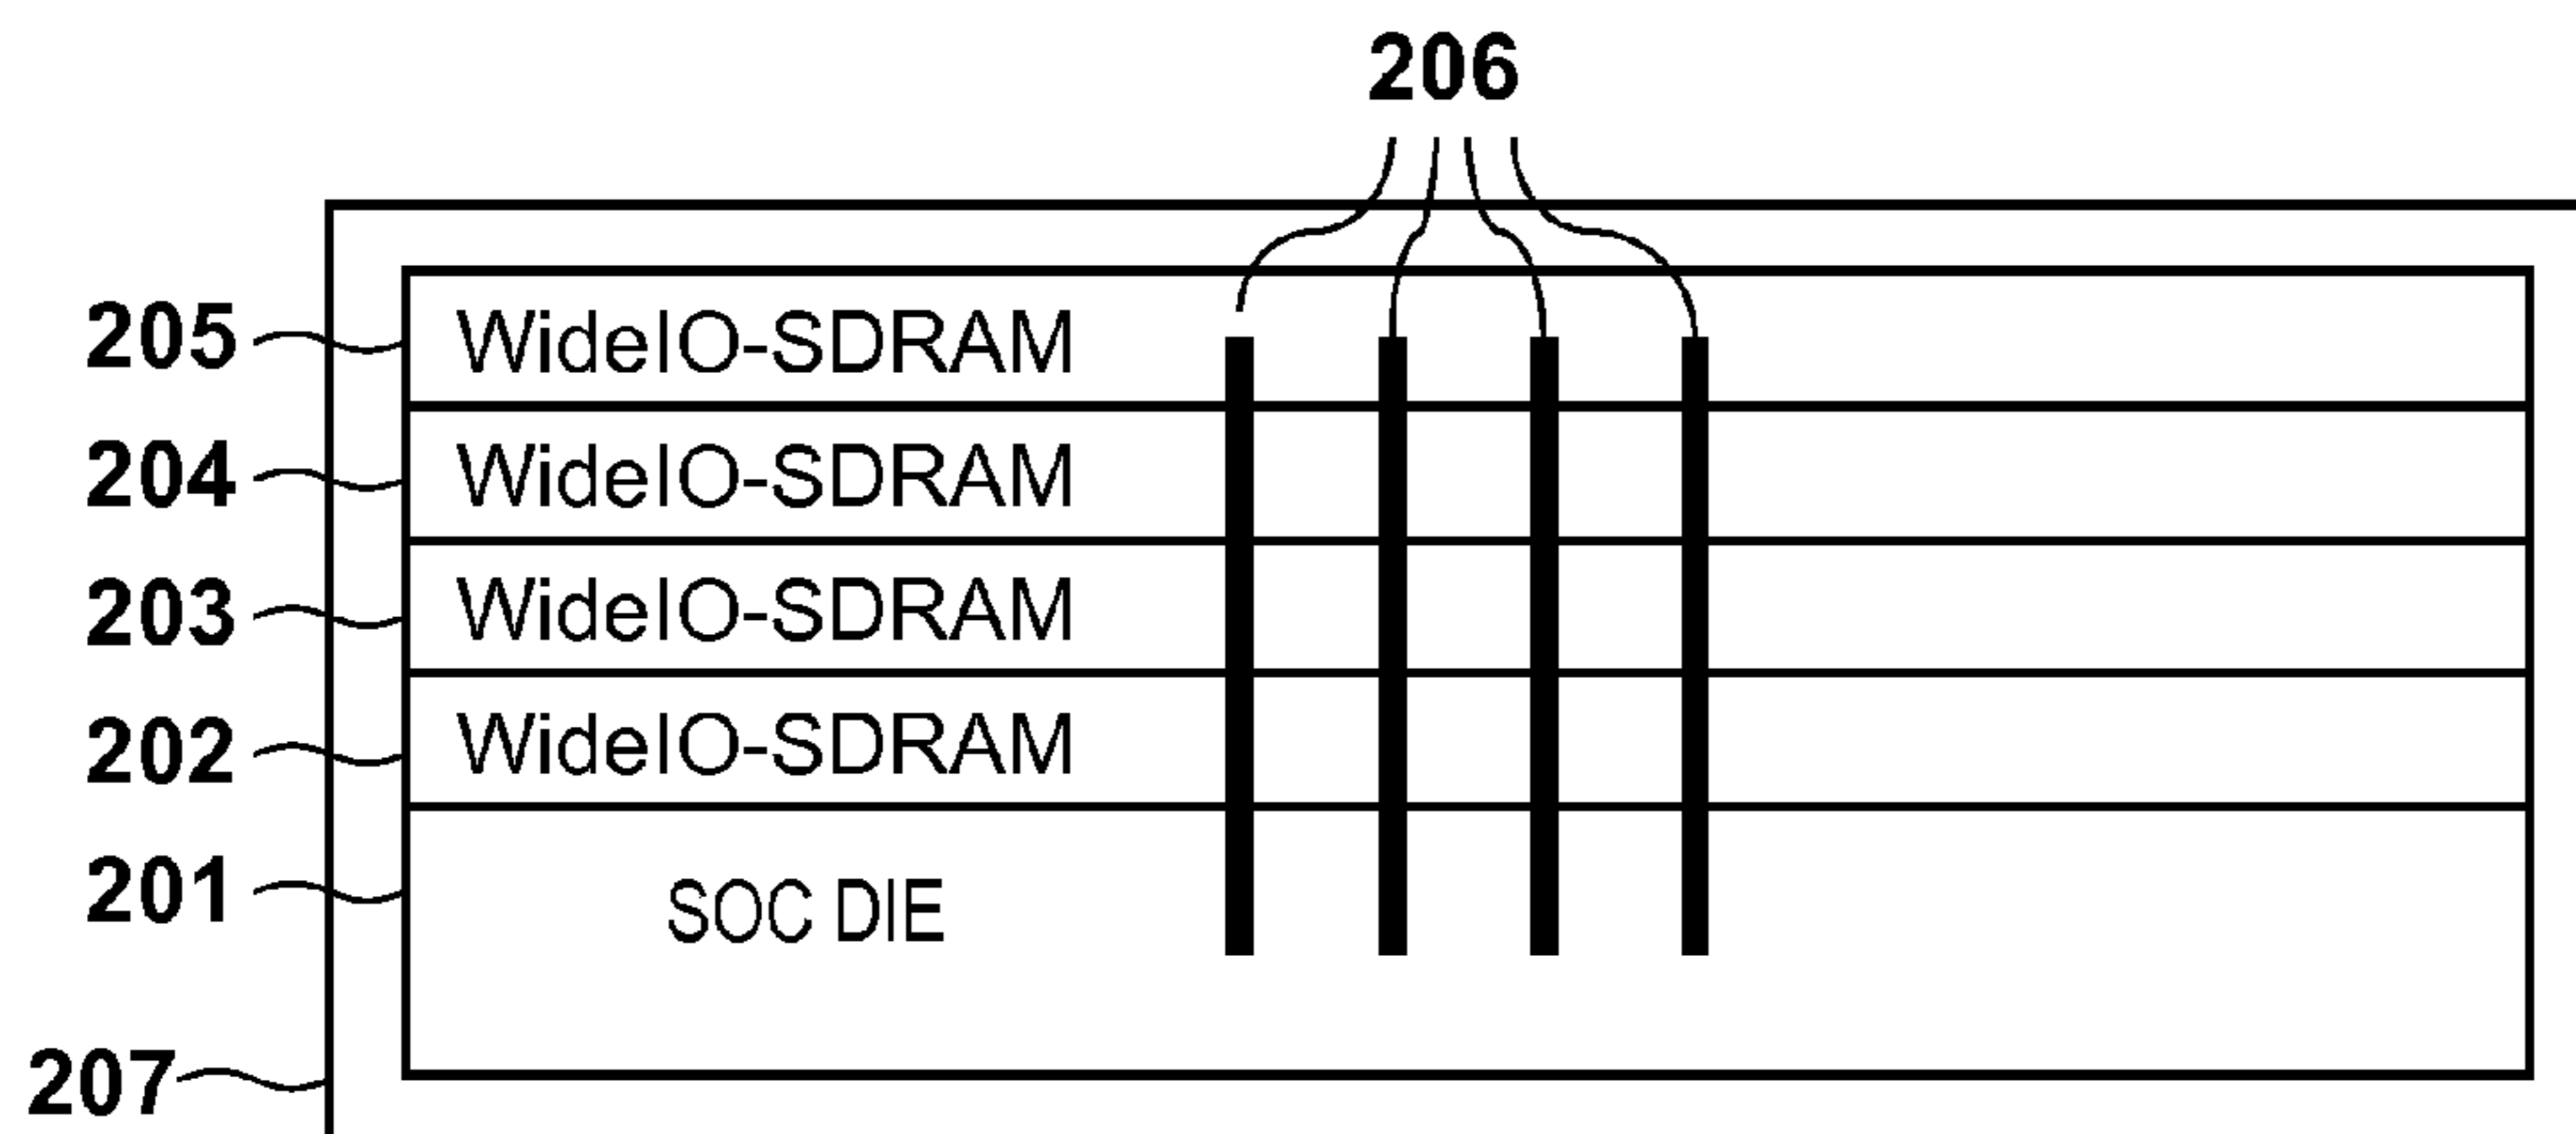 206
205 WideIO-SDRAM
204 WideIO-SDRAM
203 WideIO-SDRAM
202 WideIO-SDRAM
201 SOC DIE
207